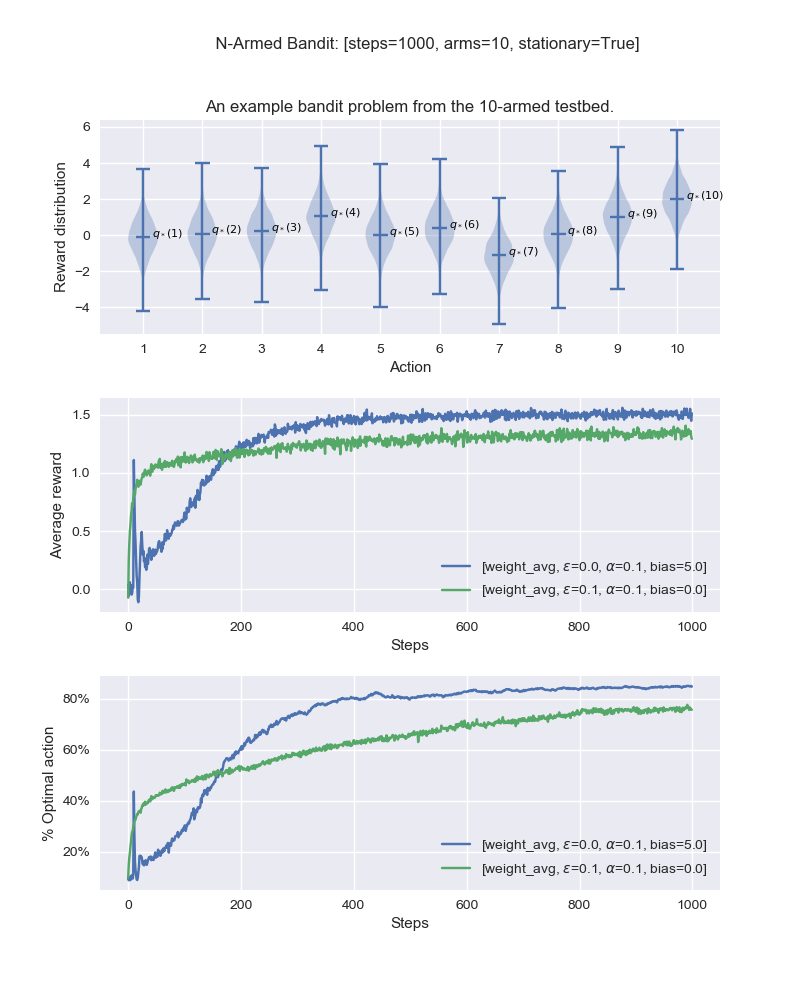 N-Armed Bandit: [steps=1000, arms=10, stationary=True]
An example bandit problem from the 10-armed testbed.
Reward distribution
6
4
2
0
−2
−4
q*(1)
q*(2)
q*(3)
q*(4)
q*(5)
q*(6)
q*(7)
q*(8)
q*(9)
q*(10)
1 2 3 4 5 6 7 8 9 10
Action
Average reward
1.5
1.0
0.5
0.0
[weight_avg, ε=0.0, α=0.1, bias=5.0]
[weight_avg, ε=0.1, α=0.1, bias=0.0]
0 200 400 600 800 1000
Steps
% Optimal action
80%
60%
40%
20%
[weight_avg, ε=0.0, α=0.1, bias=5.0]
[weight_avg, ε=0.1, α=0.1, bias=0.0]
0 200 400 600 800 1000
Steps